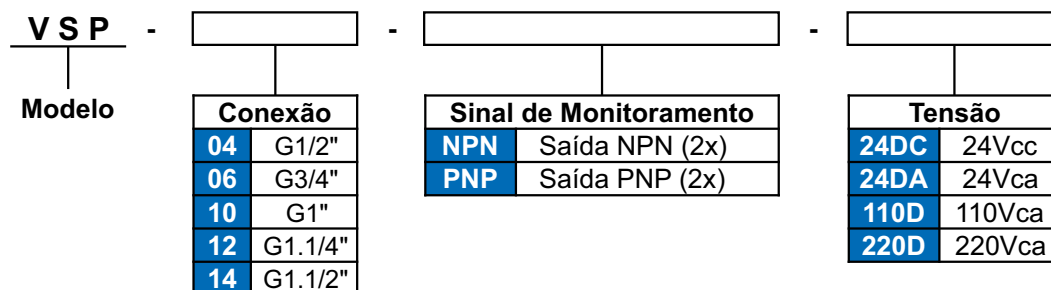 V S P - - -
Modelo
Conexão
04 G1/2"
06 G3/4"
10 G1"
12 G1.1/4"
14 G1.1/2"
Sinal de Monitoramento
NPN Saída NPN (2x)
PNP Saída PNP (2x)
Tensão
24DC 24Vcc
24DA 24Vca
110D 110Vca
220D 220Vca